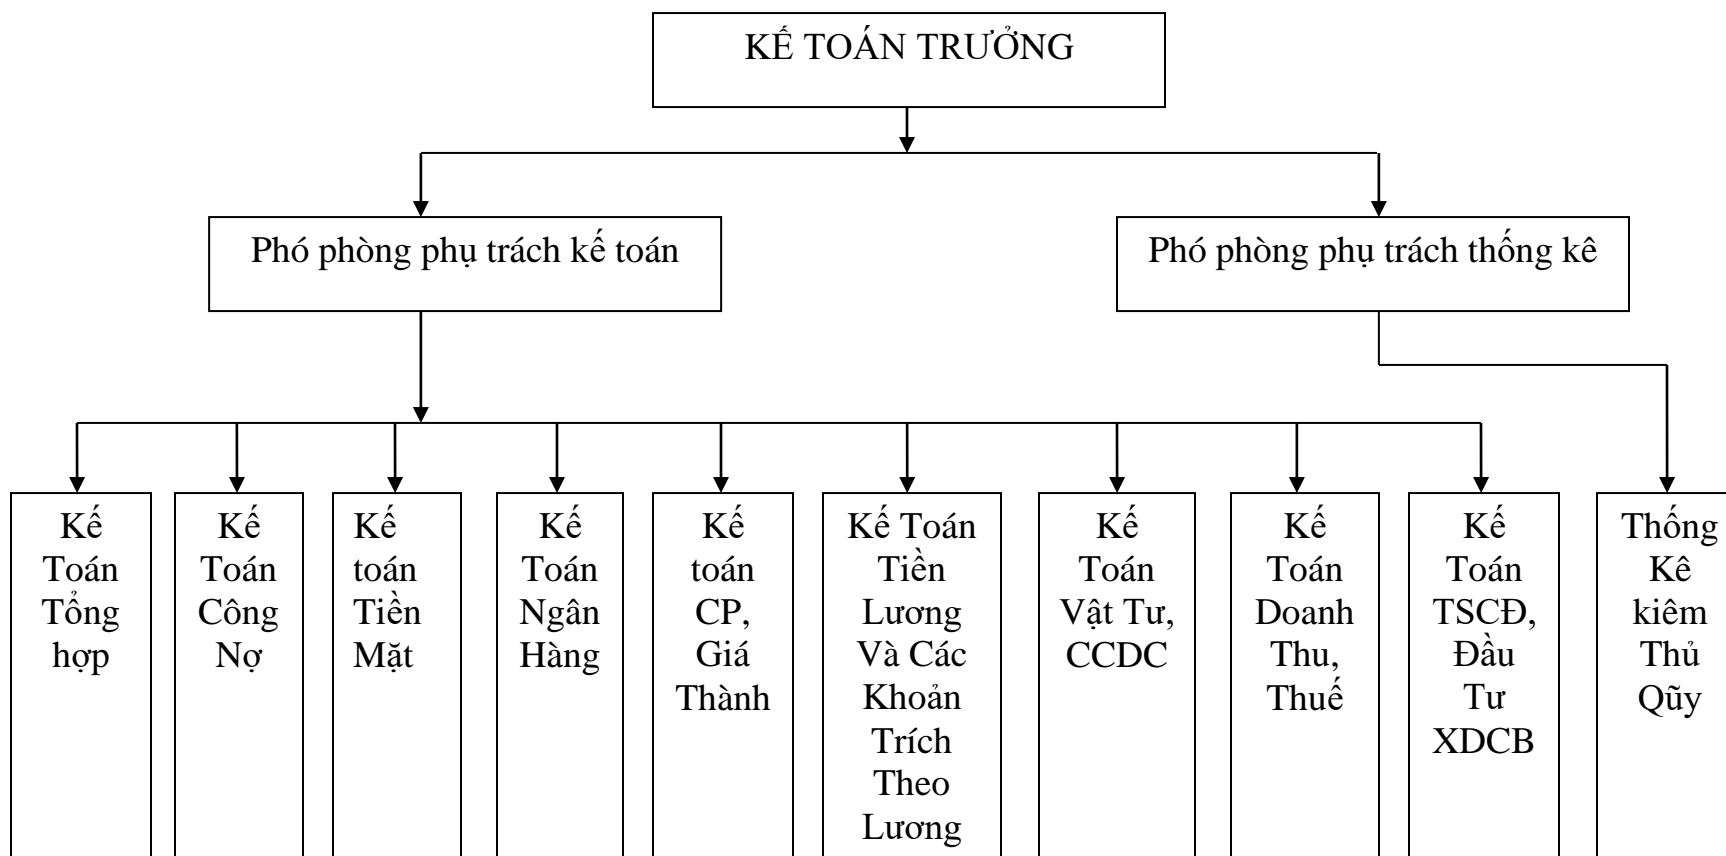 KẾ TOÁN TRƯỞNG
Phó phòng phụ trách kế toán
Phó phòng phụ trách thống kê
Kế
Toán
Tổng
hợp
Kế
Toán
Công
Nợ
Kế
toán
Tiền
Mặt
Kế
Toán
Ngân
Hàng
Kế
toán
CP,
Giá
Thành
Kế Toán
Tiền
Lương
Và Các
Khoản
Trích
Theo
Lương
Kế
Toán
Vật Tư,
CCDC
Kế
Toán
Doanh
Thu,
Thuế
Kế
Toán
TSCĐ,
Đầu
Tư
XDCB
Thống
Kê
kiêm
Thủ
Qũy